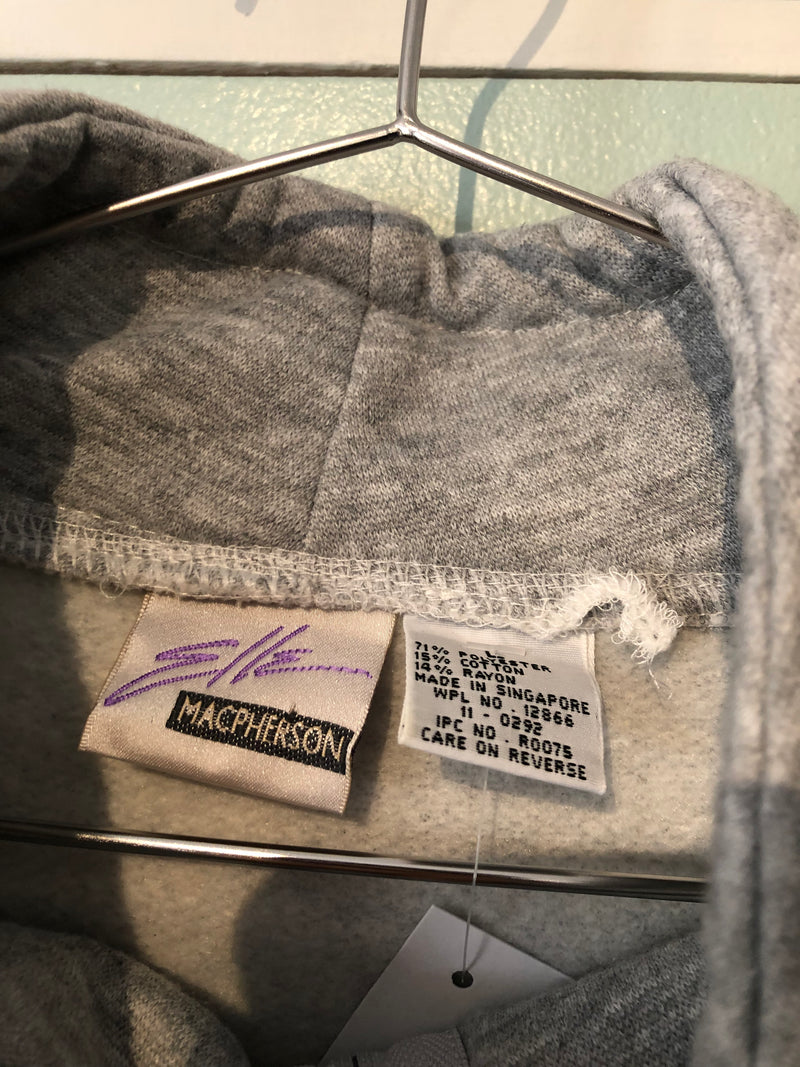 Elle
MACPHERSON
L
71% POLYESTER
15% COTTON
14% RAYON
MADE IN SINGAPORE
WPL NO · 12866
11 - 0292
IPC NO · R0075
CARE ON REVERSE